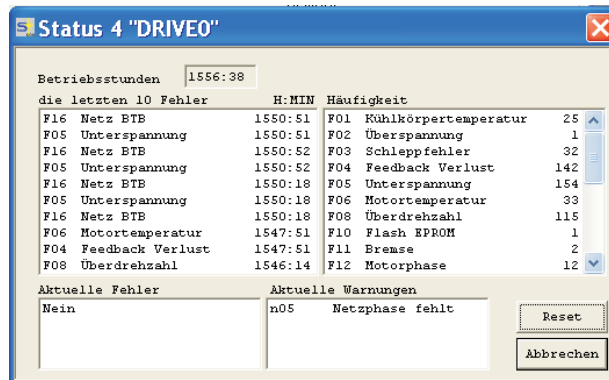 Status 4 "DRIVE0"
Betriebsstunden 1556:38
die letzten 10 Fehler H:MIN Häufigkeit
F16 Netz BTB 1550:51 F01 Kühlkörpertemperatur 25
F05 Unterspannung 1550:51 F02 Überspannung 1
F16 Netz BTB 1550:52 F03 Schleppfehler 32
F05 Unterspannung 1550:52 F04 Feedback Verlust 142
F16 Netz BTB 1550:18 F05 Unterspannung 154
F05 Unterspannung 1550:18 F06 Motortemperatur 33
F16 Netz BTB 1550:18 F08 Überdrehzahl 115
F06 Motortemperatur 1547:51 F10 Flash EPROM 1
F04 Feedback Verlust 1547:51 F11 Bremse 2
F08 Überdrehzahl 1546:14 F12 Motorphase 12
Aktuelle Fehler Aktuelle Warnungen
Nein n05 Netzphase fehlt
Reset
Abbrechen